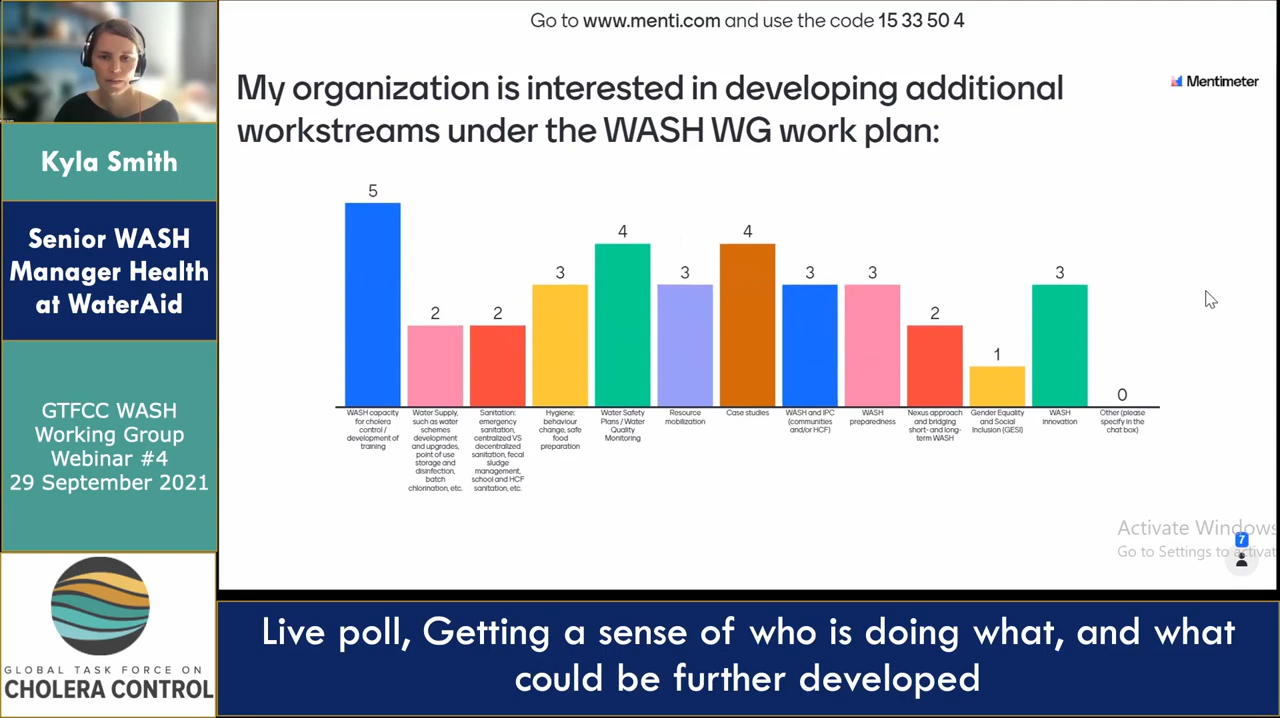 Go to www.menti.com and use the code 15 33 50 4
My organization is interested in developing additional
workstreams under the WASH WG work plan:
Mentimeter
5
2
2
3
4
3
4
3
3
2
1
3
0
WASH capacity
for cholera
control /
development of
training
Water Supply,
such as water
schemes
development
and upgrades,
point of use
storage and
disinfection,
batch
chlorination, etc.
Sanitation:
emergency
sanitation,
centralized VS
decentralized
sanitation, fecal
sludge
management,
school and HCF
sanitation, etc.
Hygiene:
behaviour
change, safe
food
preparation
Water Safety
Plans / Water
Quality
Monitoring
Resource
mobilization
Case studies
WASH and IPC
(communities
and/or HCF)
WASH
preparedness
Nexus approach
and bridging
short- and long-
term WASH
Gender Equality
and Social
Inclusion (GESI)
WASH
innovation
Other (please
specify in the
chat box)
Activate Windows
Go to Settings to activat
7
Kyla Smith
Senior WASH
Manager Health
at WaterAid
GTFCC WASH
Working Group
Webinar #4
29 September 2021
GLOBAL TASK FORCE ON
CHOLERA CONTROL
Live poll, Getting a sense of who is doing what, and what
could be further developed